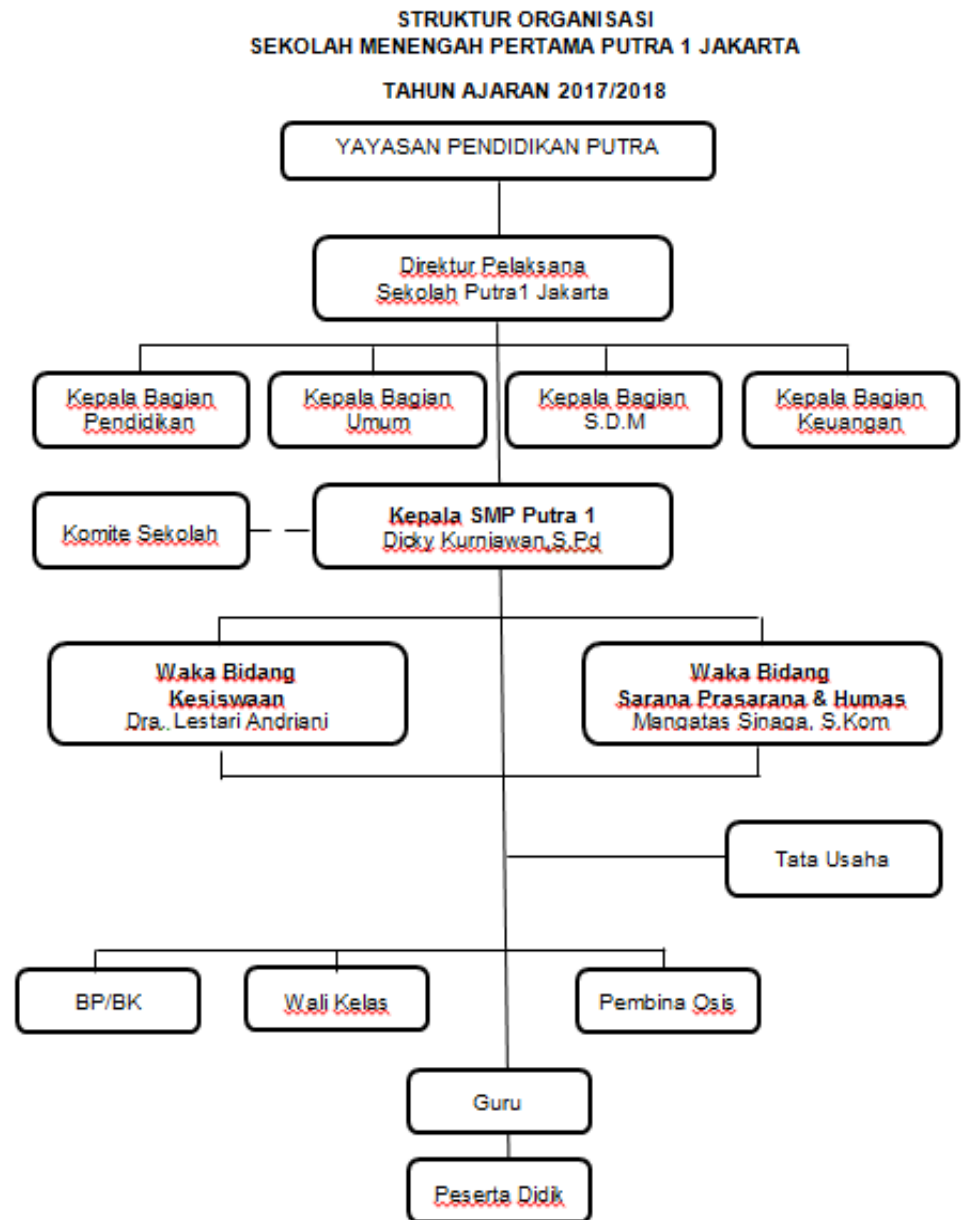 STRUKTUR ORGANISASI
SEKOLAH MENENGAH PERTAMA PUTRA 1 JAKARTA
TAHUN AJARAN 2017/2018
YAYASAN PENDIDIKAN PUTRA
Direktur Pelaksana
Sekolah Putra1 Jakarta
Kepala Bagian
Pendidikan
Kepala Bagian
Umum
Kepala Bagian
S.D.M
Kepala Bagian
Keuangan
Komite Sekolah
Kepala SMP Putra 1
Dicky Kurniawan,S.Pd
Waka Bidang
Kesiswaan
Dra,. Lestari Andriani
Waka Bidang
Sarana Prasarana & Humas
Mangatas Sinaga, S.Kom
Tata Usaha
BP/BK
Wali Kelas
Pembina Osis
Guru
Peserta Didik